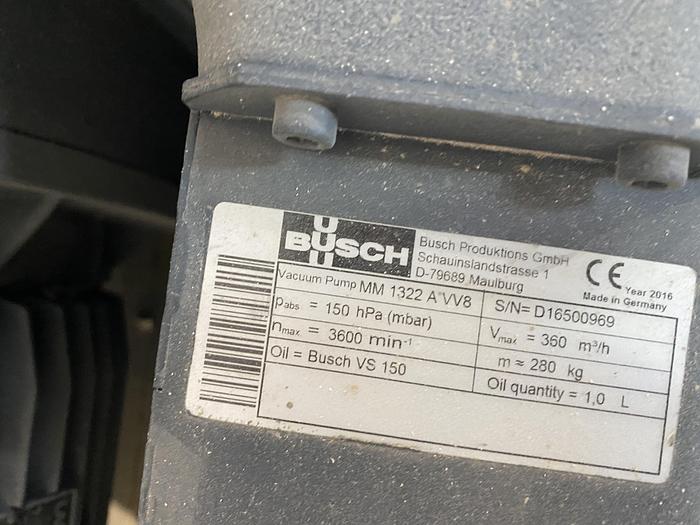 BUSCH
Busch Produktions GmbH
Schauinslandstrasse 1
D-79689 Maulburg
CE Year 2016
Made in Germany
Vacuum Pump MM 1322 A VV8
S/N= D16500969
Pabs = 150 hPa (mbar)
Vmax = 360 m³/h
nmax = 3600 min-1
m ≈ 280 kg
Oil = Busch VS 150
Oil quantity = 1,0 L